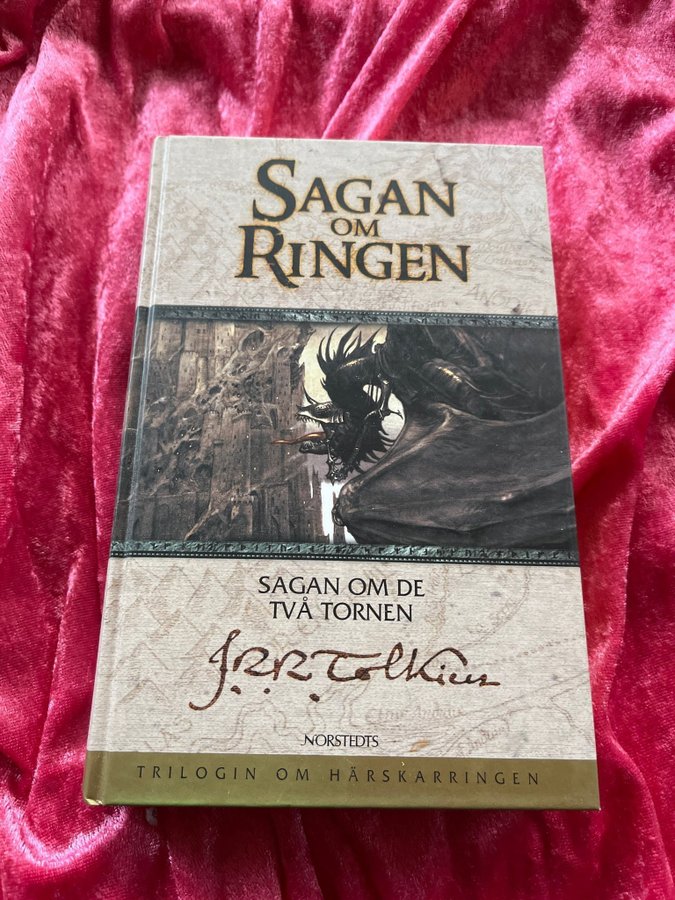 SAGAN
OM
RINGEN
SAGAN OM DE
TVÅ TORNEN
J.R.R. Tolkien
NORSTEDTS
TRILOGIN OM HÄRSKARRINGEN